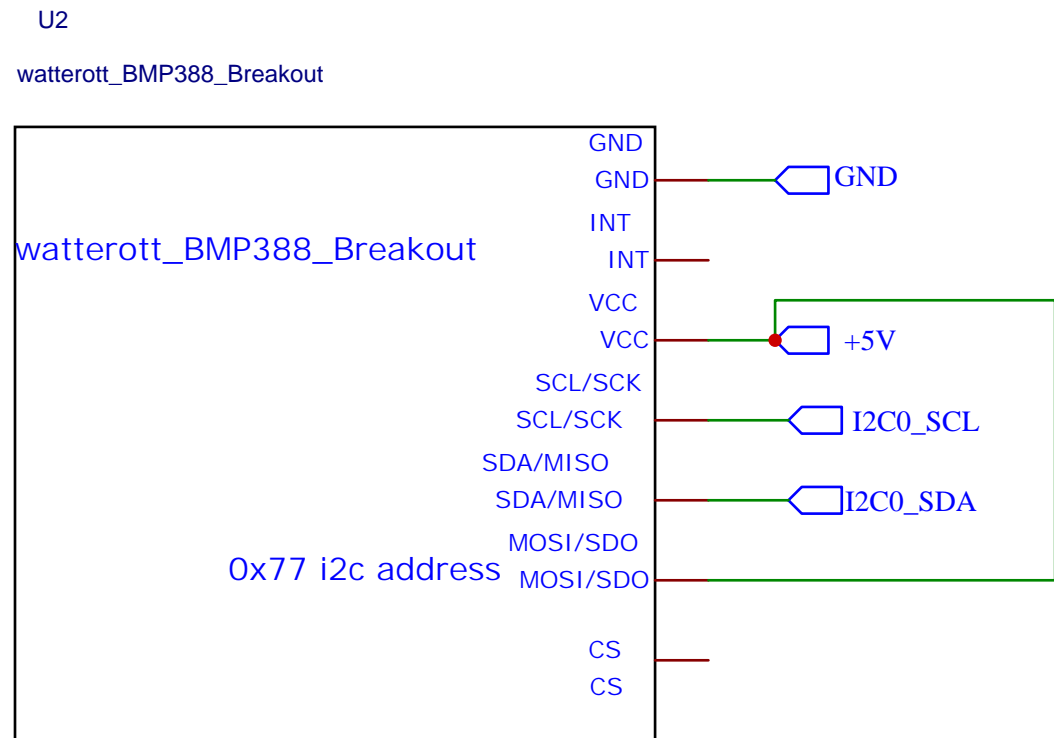 U2
watterott_BMP388_Breakout
GND
GND
GND
INT
watterott_BMP388_Breakout
INT
VCC
VCC
+5V
SCL/SCK
SCL/SCK
I2C0_SCL
SDA/MISO
SDA/MISO
I2C0_SDA
MOSI/SDO
0x77 i2c address
MOSI/SDO
CS
CS